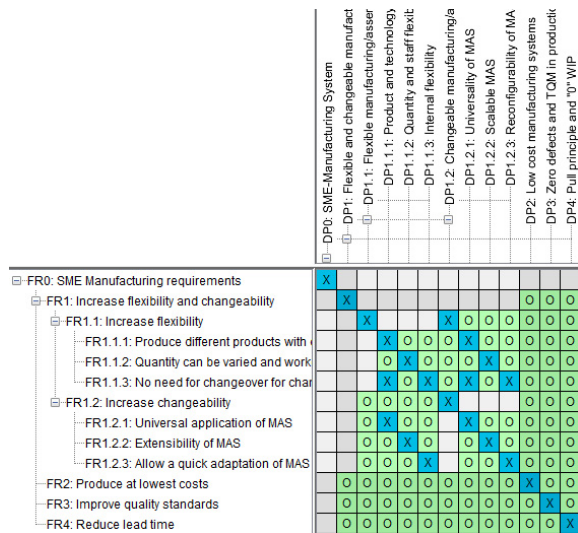 DP0: SME-Manufacturing System
DP1: Flexible and changeable manufact
DP1.1: Flexible manufacturing/asser
DP1.1.1: Product and technology
DP1.1.2: Quantity and staff flexit
DP1.1.3: Internal flexibility
DP1.2: Changeable manufacturing/a
DP1.2.1: Universality of MAS
DP1.2.2: Scalable MAS
DP1.2.3: Reconfigurability of MA
DP2: Low cost manufacturing systems
DP3: Zero defects and TQM in productic
DP4: Pull principle and "0" WIP
FR0: SME Manufacturing requirements X
FR1: Increase flexibility and changeability X O O O
FR1.1: Increase flexibility X X O O O O O O
FR1.1.1: Produce different products with X O O O X O O O O O
FR1.1.2: Quantity can be varied and work O X O O O X O O O O
FR1.1.3: No need for changeover for char X O X O X O X O O O
FR1.2: Increase changeability O O O O X O O O
FR1.2.1: Universal application of MAS O X O O X O O O O O
FR1.2.2: Extensibility of MAS O O X O O X O O O O
FR1.2.3: Allow a quick adaptation of MAS O O O X O O X O O O
FR2: Produce at lowest costs O O O O O O O O O X O O
FR3: Improve quality standards O O O O O O O O O O X O
FR4: Reduce lead time O O O O O O O O O O O X